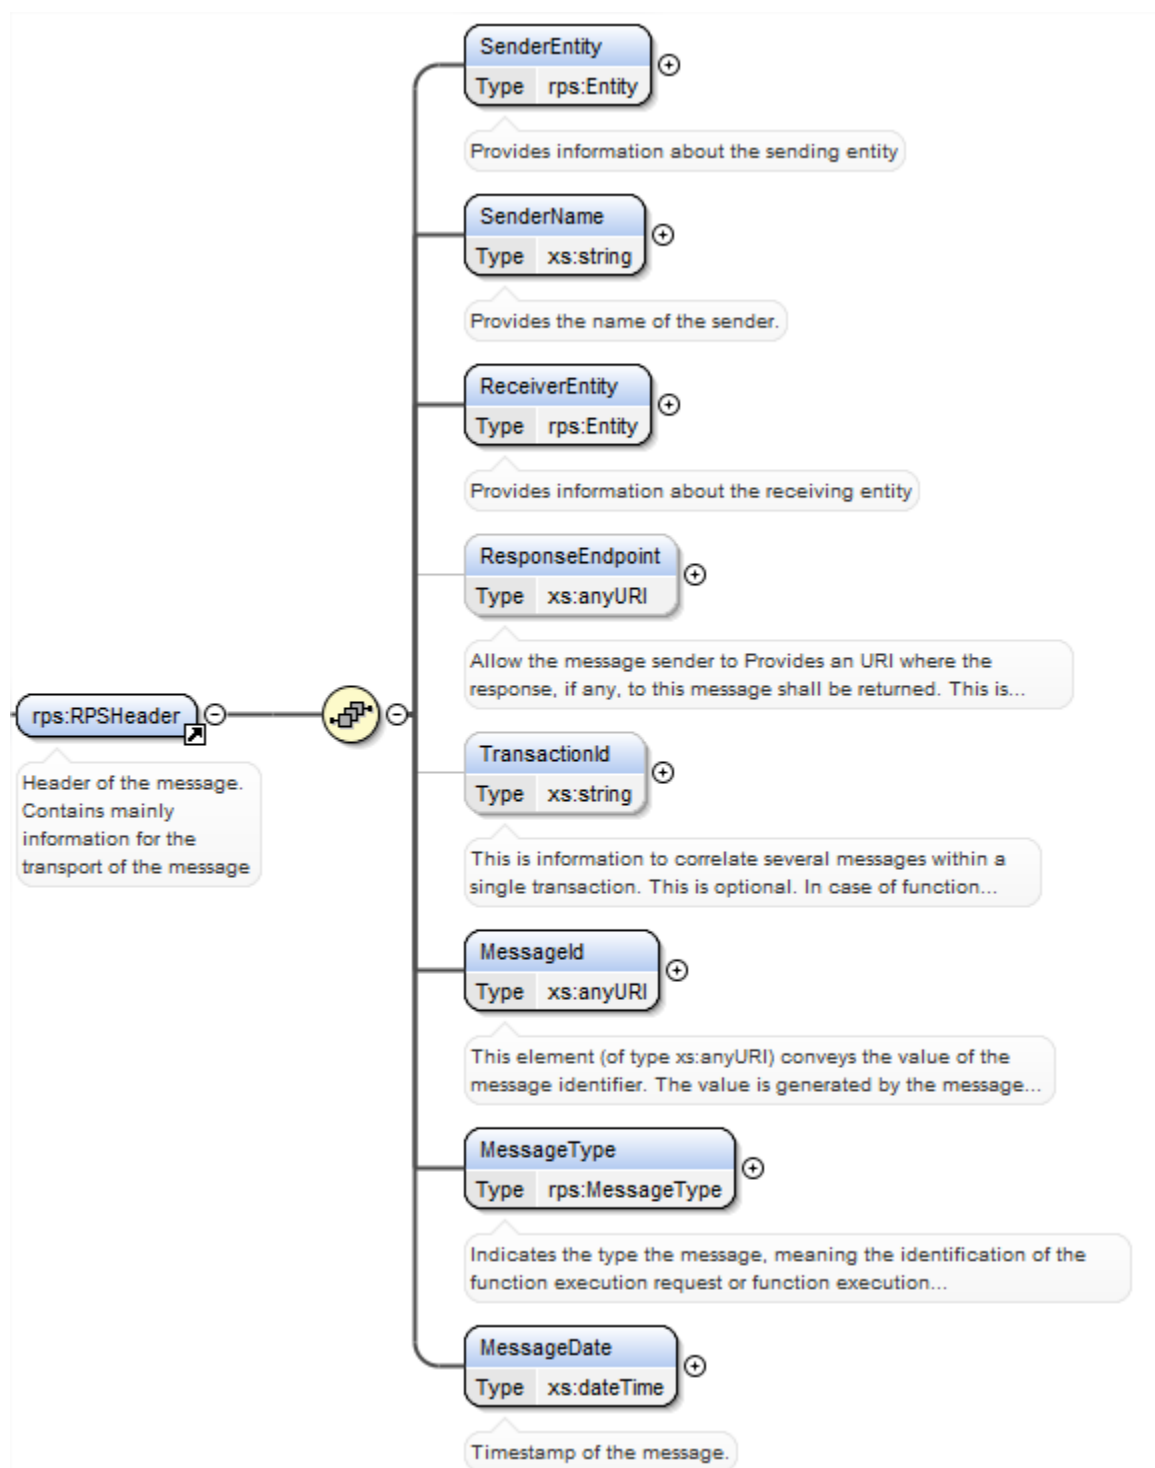 SenderEntity
Type rps:Entity
Provides information about the sending entity
SenderName
Type xs:string
Provides the name of the sender.
ReceiverEntity
Type rps:Entity
Provides information about the receiving entity
ResponseEndpoint
Type xs:anyURI
Allow the message sender to Provides an URI where the
response, if any, to this message shall be returned. This is...
rps:RPSHeader
Header of the message.
Contains mainly
information for the
transport of the message
TransactionId
Type xs:string
This is information to correlate several messages within a
single transaction. This is optional. In case of function...
MessageId
Type xs:anyURI
This element (of type xs:anyURI) conveys the value of the
message identifier. The value is generated by the message...
MessageType
Type rps:MessageType
Indicates the type the message, meaning the identification of the
function execution request or function execution...
MessageDate
Type xs:dateTime
Timestamp of the message.